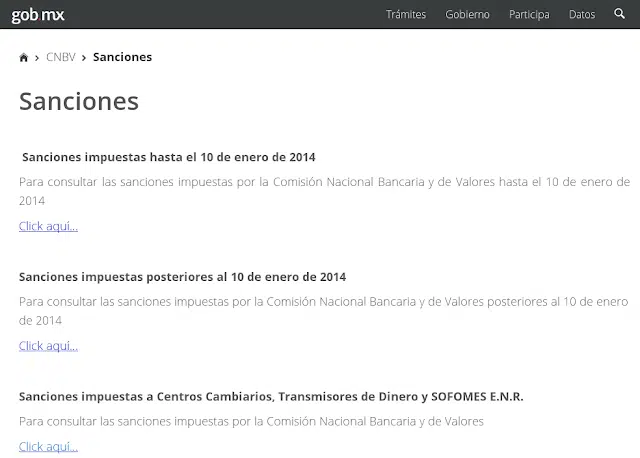 gob.mx
Trámites Gobierno Participa Datos
CNBV Sanciones
Sanciones
Sanciones impuestas hasta el 10 de enero de 2014
Para consultar las sanciones impuestas por la Comisión Nacional Bancaria y de Valores hasta el 10 de enero de
2014
Click aquí...
Sanciones impuestas posteriores al 10 de enero de 2014
Para consultar las sanciones impuestas por la Comisión Nacional Bancaria y de Valores posteriores al 10 de enero
de 2014
Click aquí...
Sanciones impuestas a Centros Cambiarios, Transmisores de Dinero y SOFOMES E.N.R.
Para consultar las sanciones impuestas por la Comisión Nacional Bancaria y de Valores
Click aquí...